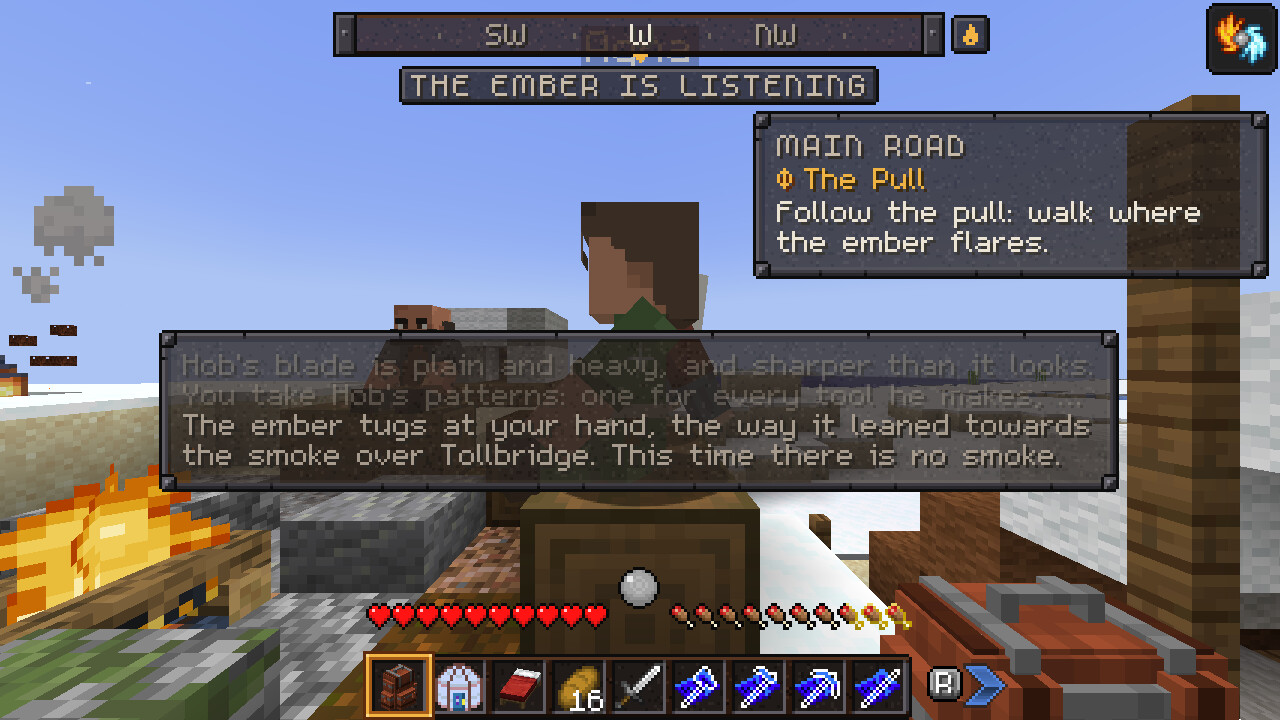 SW W NW
THE EMBER IS LISTENING
MAIN ROAD
The Pull
Follow the pull: walk where
the ember flares.
Hob's blade is plain and heavy, and sharper than it looks.
You take Hob's patterns: one for every tool he makes, ...
The ember tugs at your hand, the way it leaned towards
the smoke over Tollbridge. This time there is no smoke.
16
R